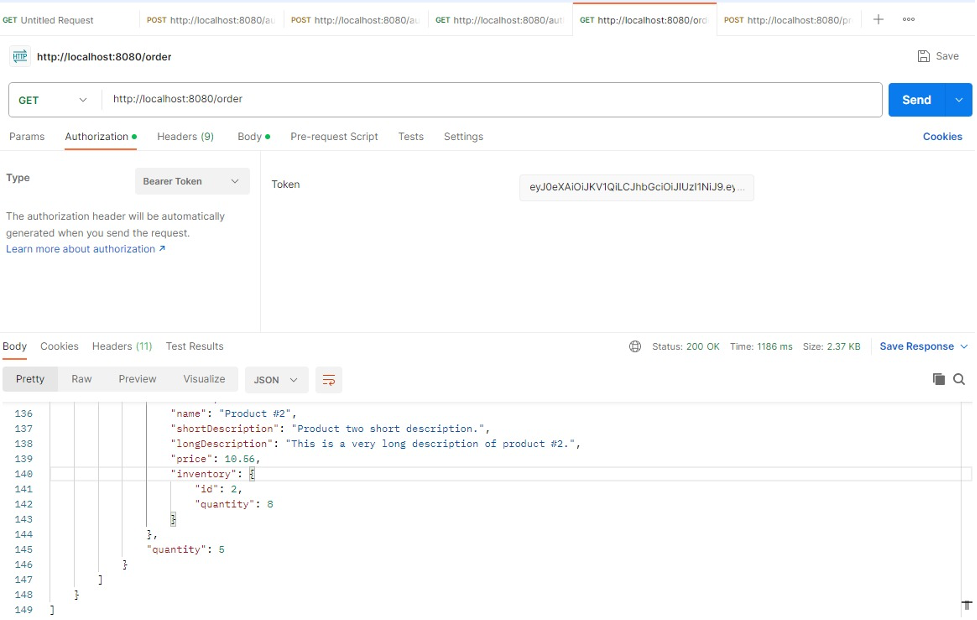 GET Untitled Request POST http://localhost:8080/au POST http://localhost:8080/au GET http://localhost:8080/aut GET http://localhost:8080/ord POST http://localhost:8080/pr
HTTP http://localhost:8080/order Save
GET http://localhost:8080/order Send
Params Authorization Headers (9) Body Pre-request Script Tests Settings Cookies
Type Bearer Token Token eyJ0eXAiOiJKV1QiLCJhbGciOiJIUzI1NiJ9.ey...
The authorization header will be automatically
generated when you send the request.
Learn more about authorization ↗
Body Cookies Headers (11) Test Results Status: 200 OK Time: 1186 ms Size: 2.37 KB Save Response
Pretty Raw Preview Visualize JSON
136 "name": "Product #2",
137 "shortDescription": "Product two short description.",
138 "longDescription": "This is a very long description of product #2.",
139 "price": 10.56,
140 "inventory": {
141 "id": 2,
142 "quantity": 8
143 }
144 },
145 "quantity": 5
146 }
147 ]
148 }
149 ]